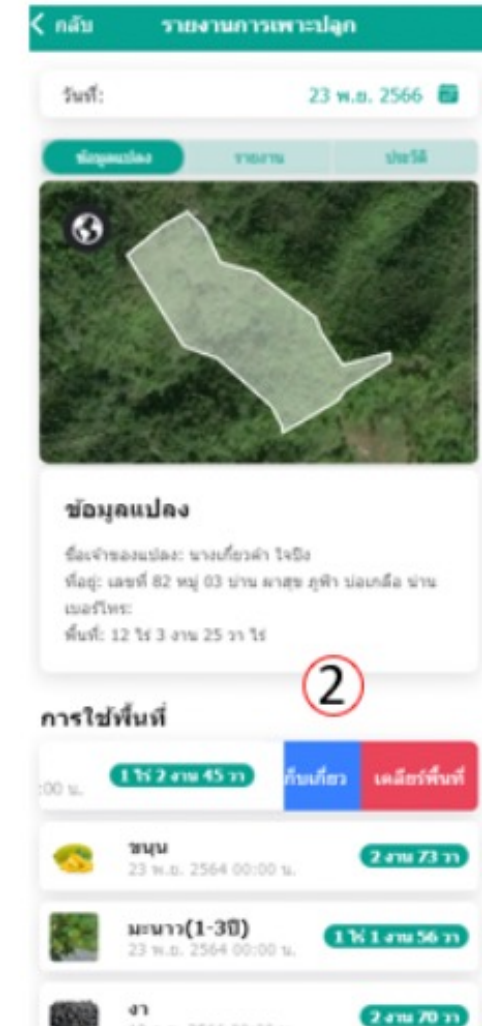 กลับ รายงานการเพาะปลูก
วันที่: 23 พ.ย. 2566
ข้อมูลแปลง รายงาน ประวัติ
ข้อมูลแปลง
ชื่อเจ้าของแปลง: นางเกี๋ยวคำ ใจปิง
ที่อยู่: เลขที่ 82 หมู่ 03 บ้าน ผาสุข ภูฟ้า บ่อเกลือ น่าน
เบอร์โทร:
พื้นที่: 12 ไร่ 3 งาน 25 วา ไร่
2
การใช้พื้นที่
:00 น. 1 ไร่ 2 งาน 45 วา ก็บเกี่ยว เคลียร์พื้นที่
ขนุน
23 พ.ย. 2564 00:00 น. 2 งาน 73 วา
มะนาว(1-3ปี)
23 พ.ย. 2564 00:00 น. 1 ไร่ 1 งาน 56 วา
งา
2 งาน 70 วา